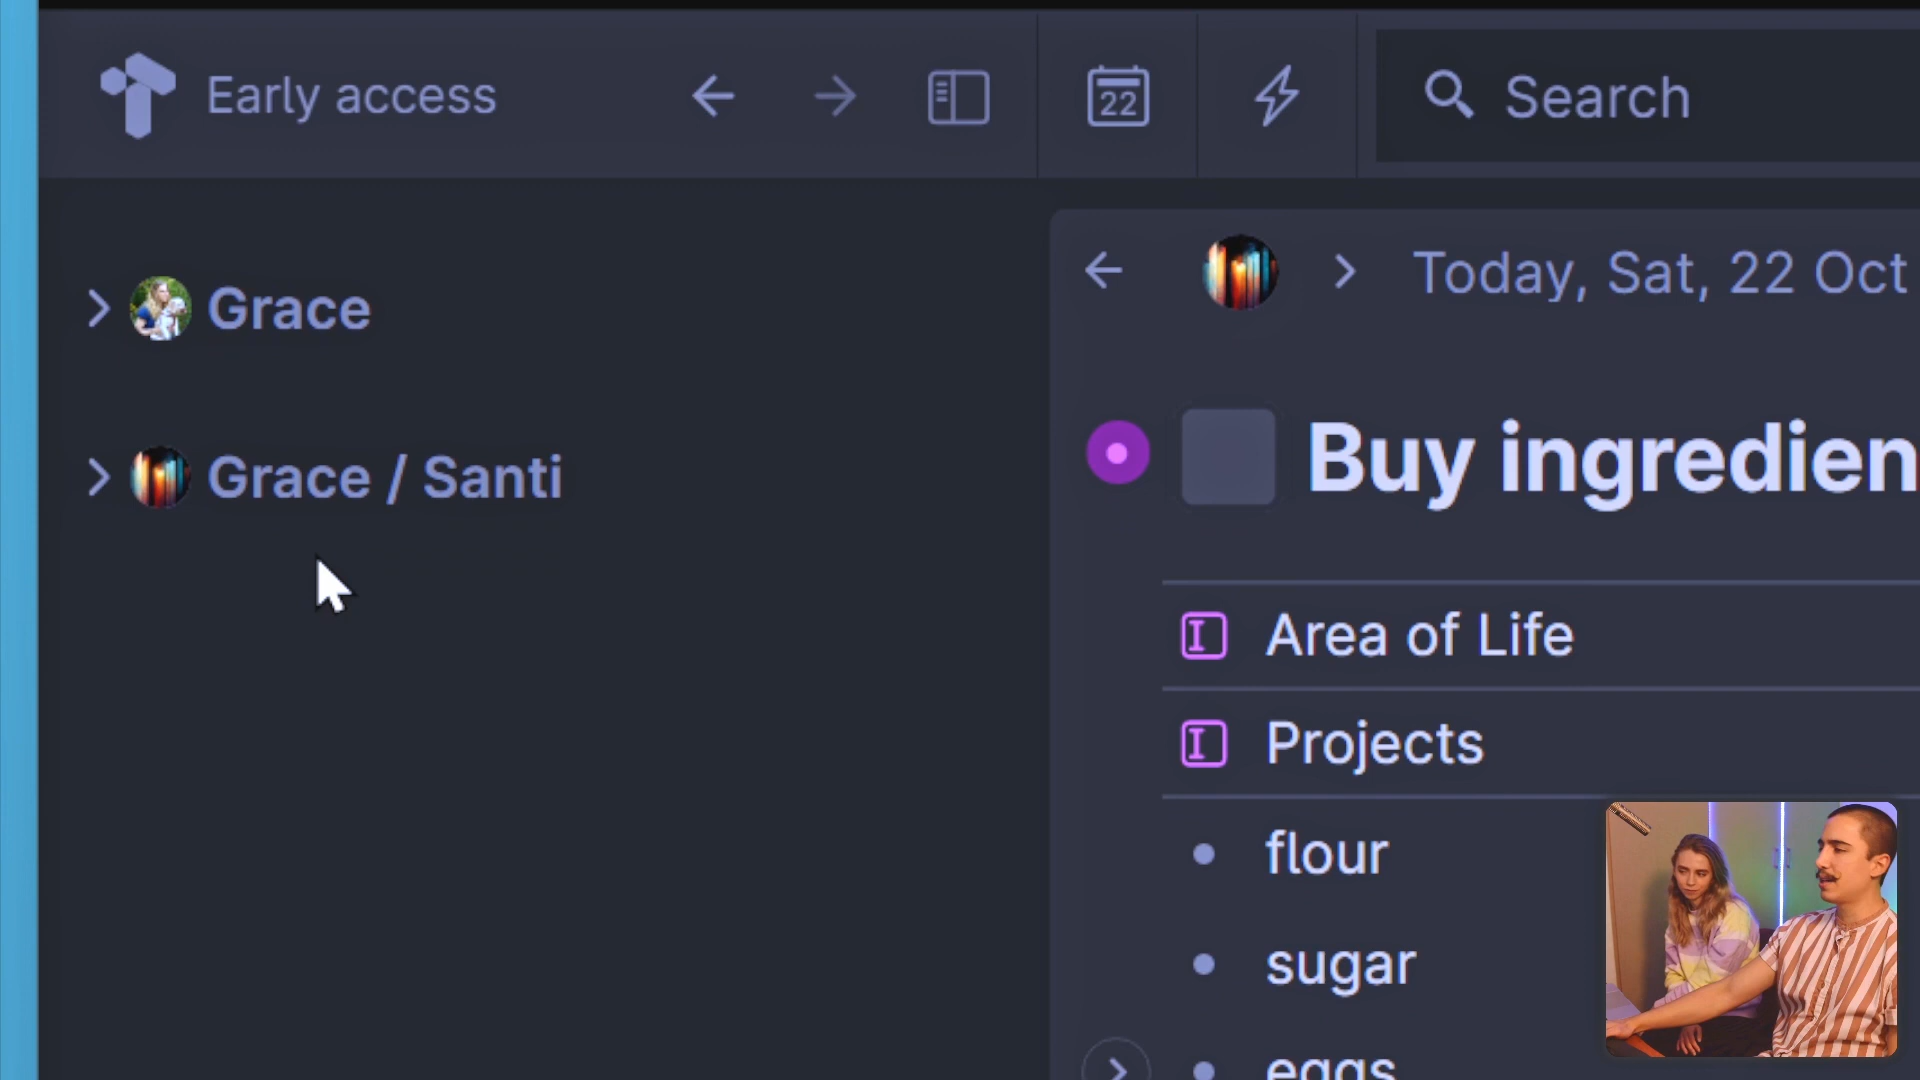 Early access
22
Search
Grace
Grace / Santi
Today, Sat, 22 Oct
Buy ingredien
Area of Life
Projects
flour
sugar
eggs